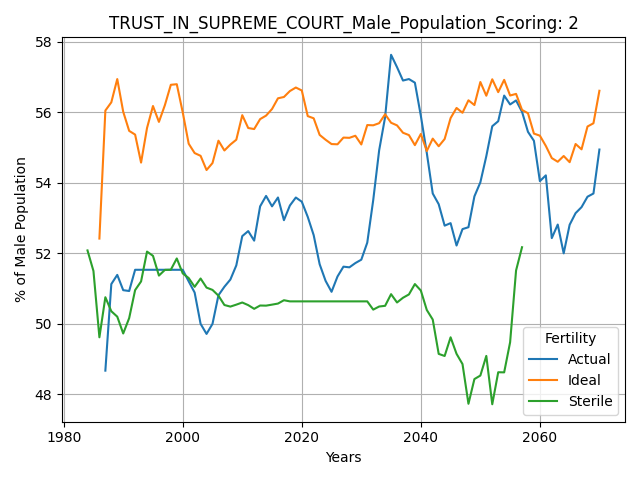 TRUST_IN_SUPREME_COURT_Male_Population_Scoring: 2
% of Male Population
58
56
54
52
50
48
1980
2000
2020
2040
2060
Years
Fertility
Actual
Ideal
Sterile